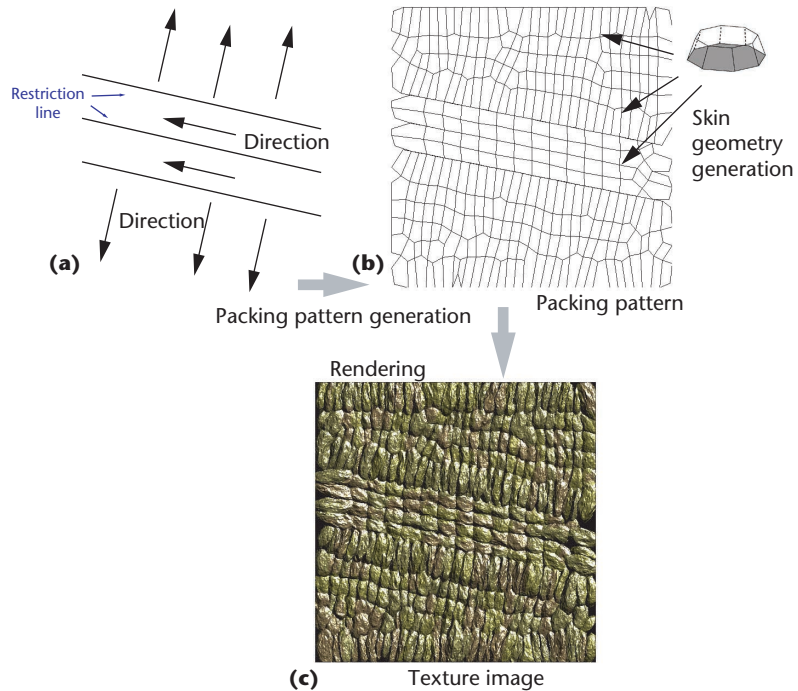 Restriction
line
Direction
Direction
(a)
(b)
Skin
geometry
generation
Packing pattern generation
Packing pattern
Rendering
(c)
Texture image